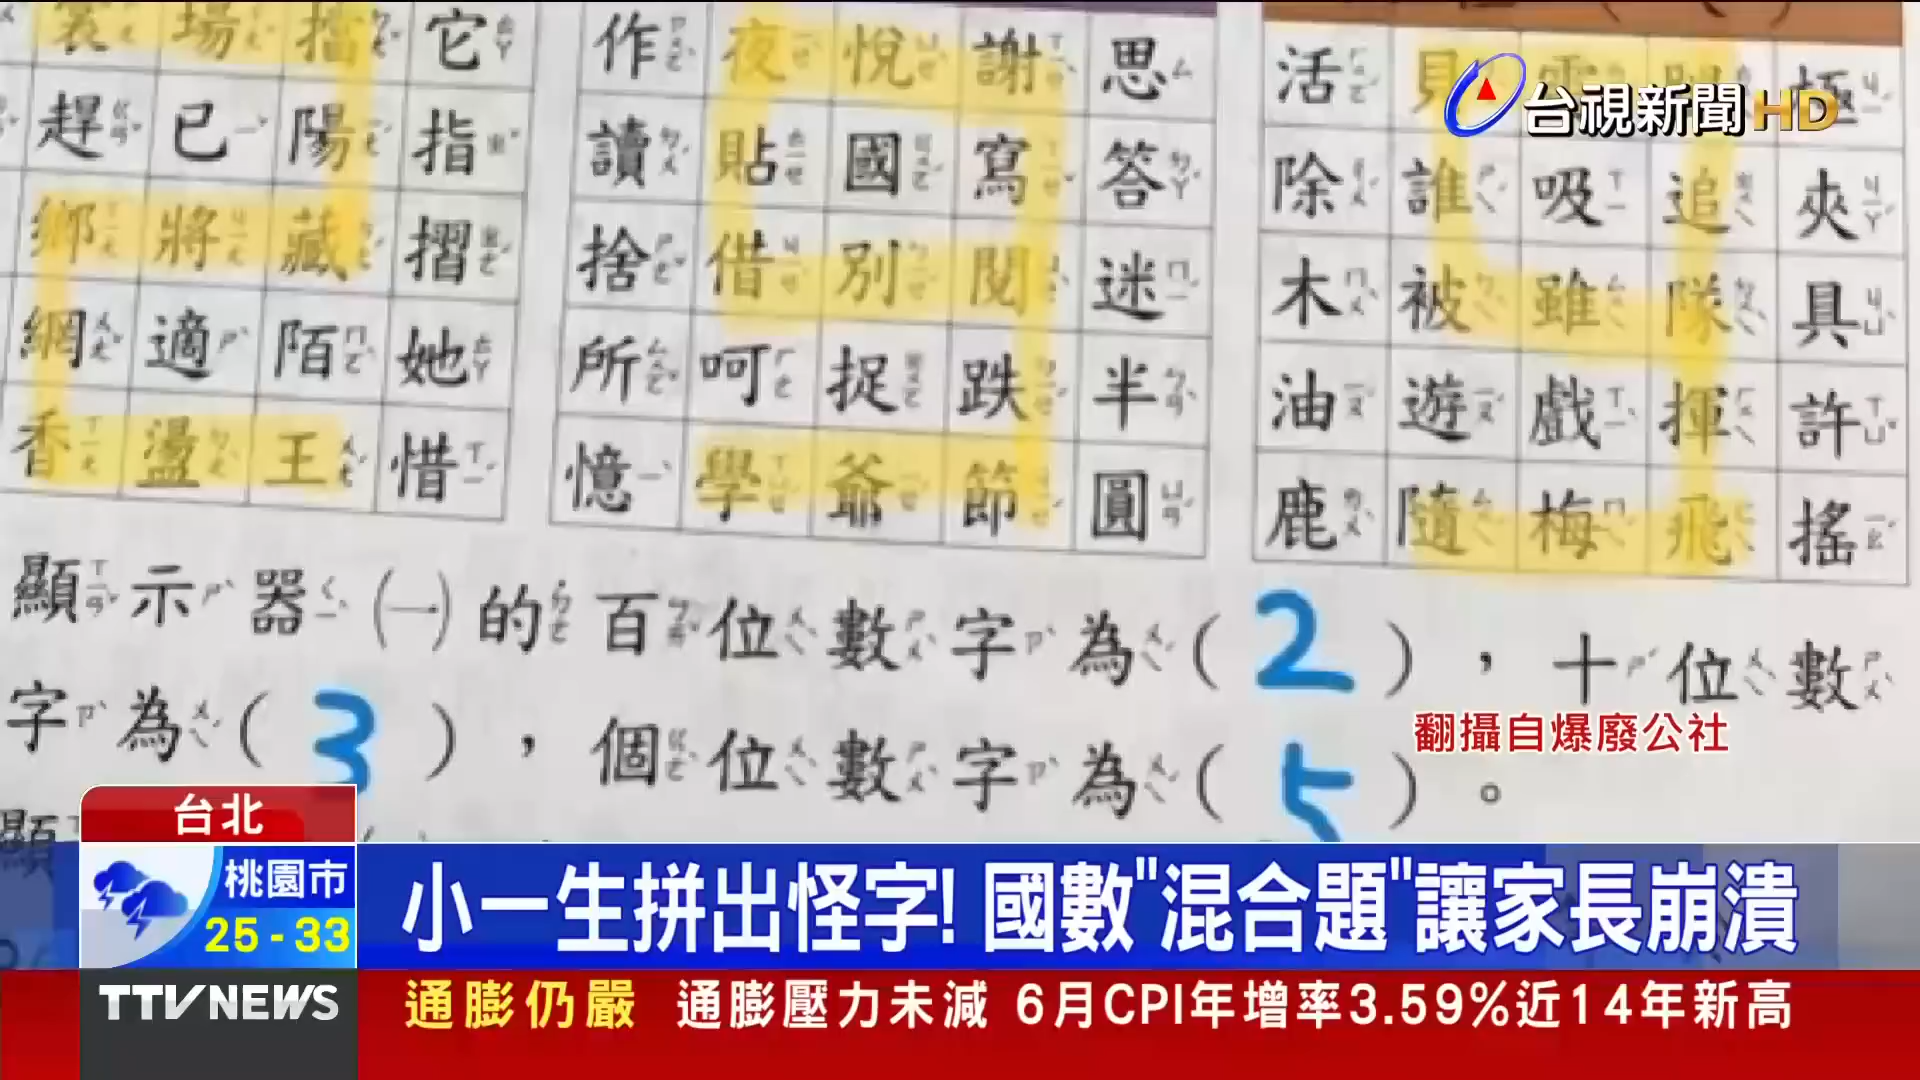 裳 場 擋 它
趕 已 陽 指
鄉 將 藏 摺
網 適 陌 她
香 盪 王 惜
作 夜 悅 謝 思
讀 貼 國 寫 答
捨 借 別 閱 迷
所 呵 捉 跌 半
憶 學 爺 節 圓
活
除 誰 吸 追 夾
木 被 雖 隊 具
油 遊 戲 揮 許
鹿 隨 梅 飛 搖
台視新聞HD
顯示器(一)的百位數字為(2),十位數
字為(3),個位數字為(5)。
翻攝自爆廢公社
顯
台北
桃園市
25-33
小一生拼出怪字!國數"混合題"讓家長崩潰
TTV NEWS
通膨仍嚴 通膨壓力未減 6月CPI年增率3.59%近14年新高